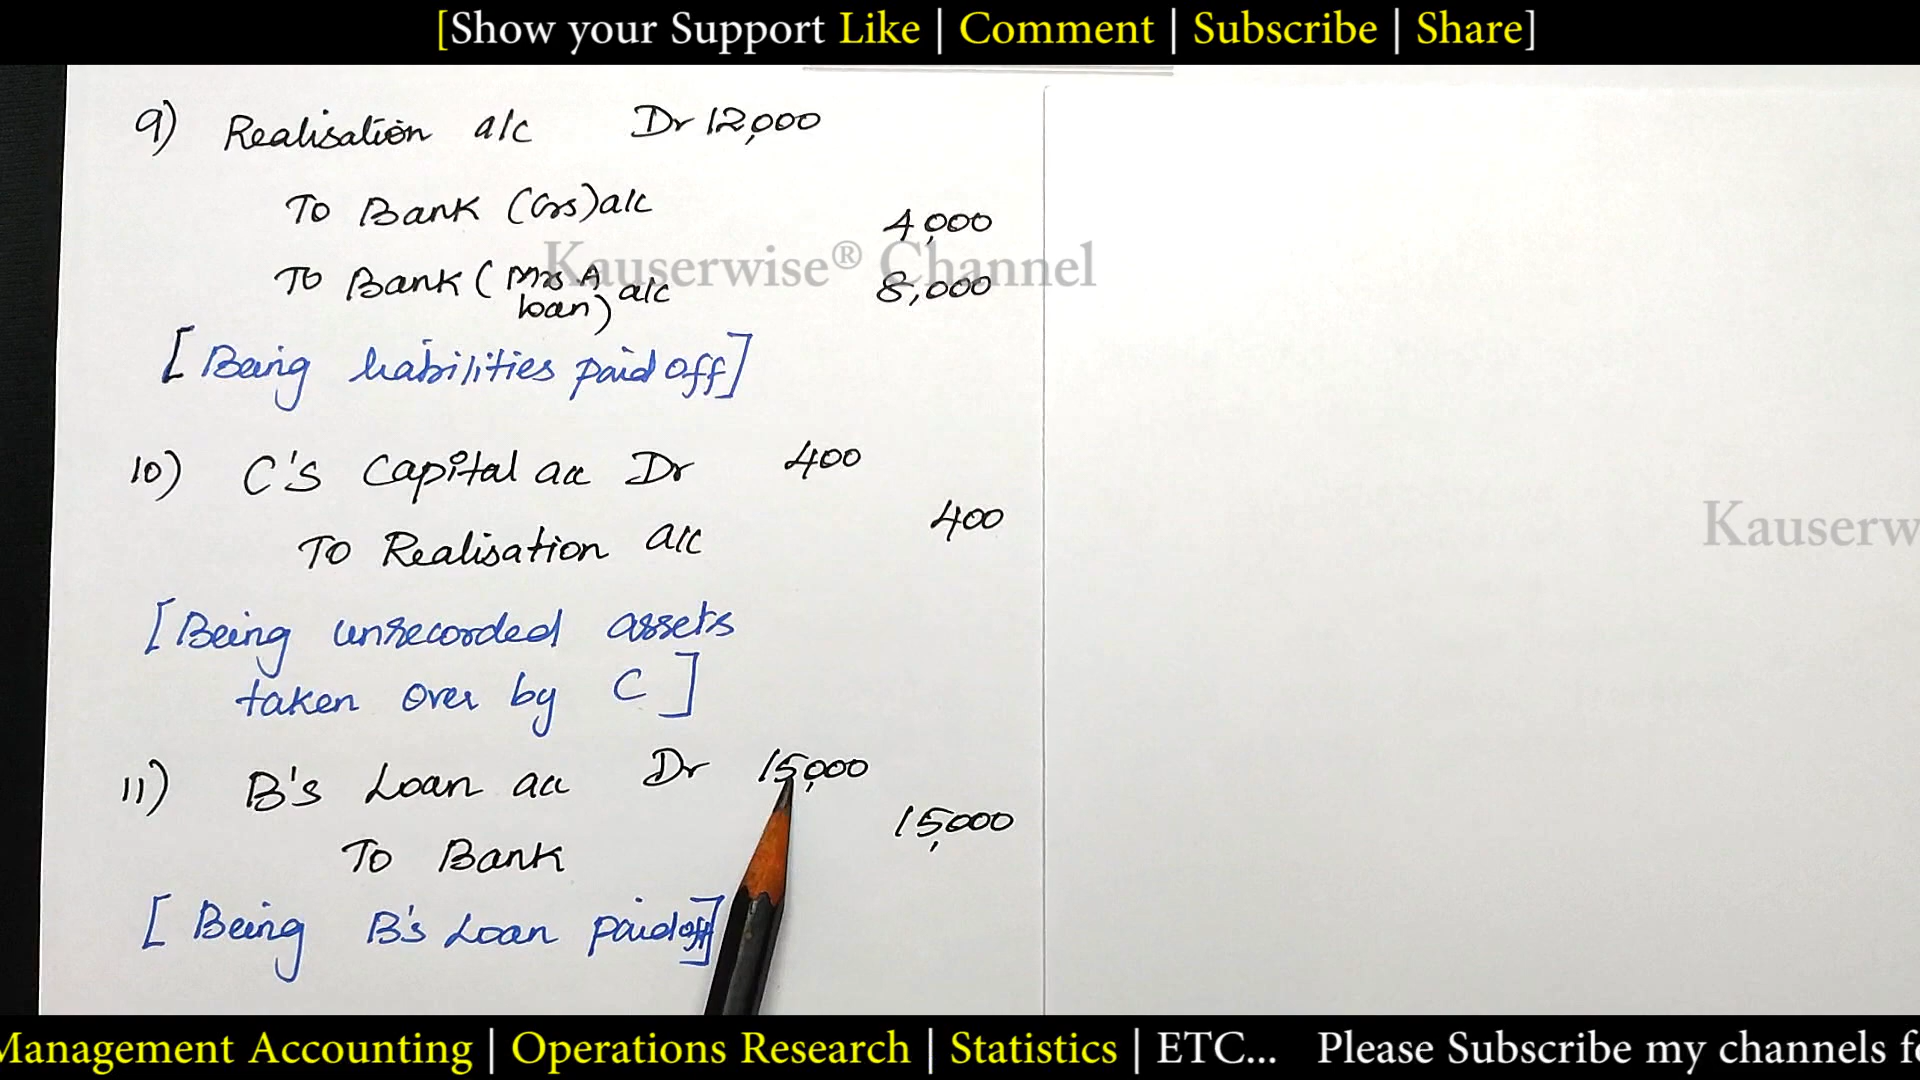 [Show your Support Like | Comment | Subscribe | Share]
9) Realisation a/c Dr 12,000
To Bank (Crs) a/c 4,000
To Bank (Mrs A loan) a/c 8,000
Kauserwise® Channel
[Being liabilities paid off]
10) C's Capital a/c Dr 400
To Realisation a/c 400
Kauserw
[Being unrecorded assets
taken over by C]
11) B's Loan a/c Dr 15,000
To Bank 15,000
[Being B's Loan paid off]
Management Accounting | Operations Research | Statistics | ETC... Please Subscribe my channels fo